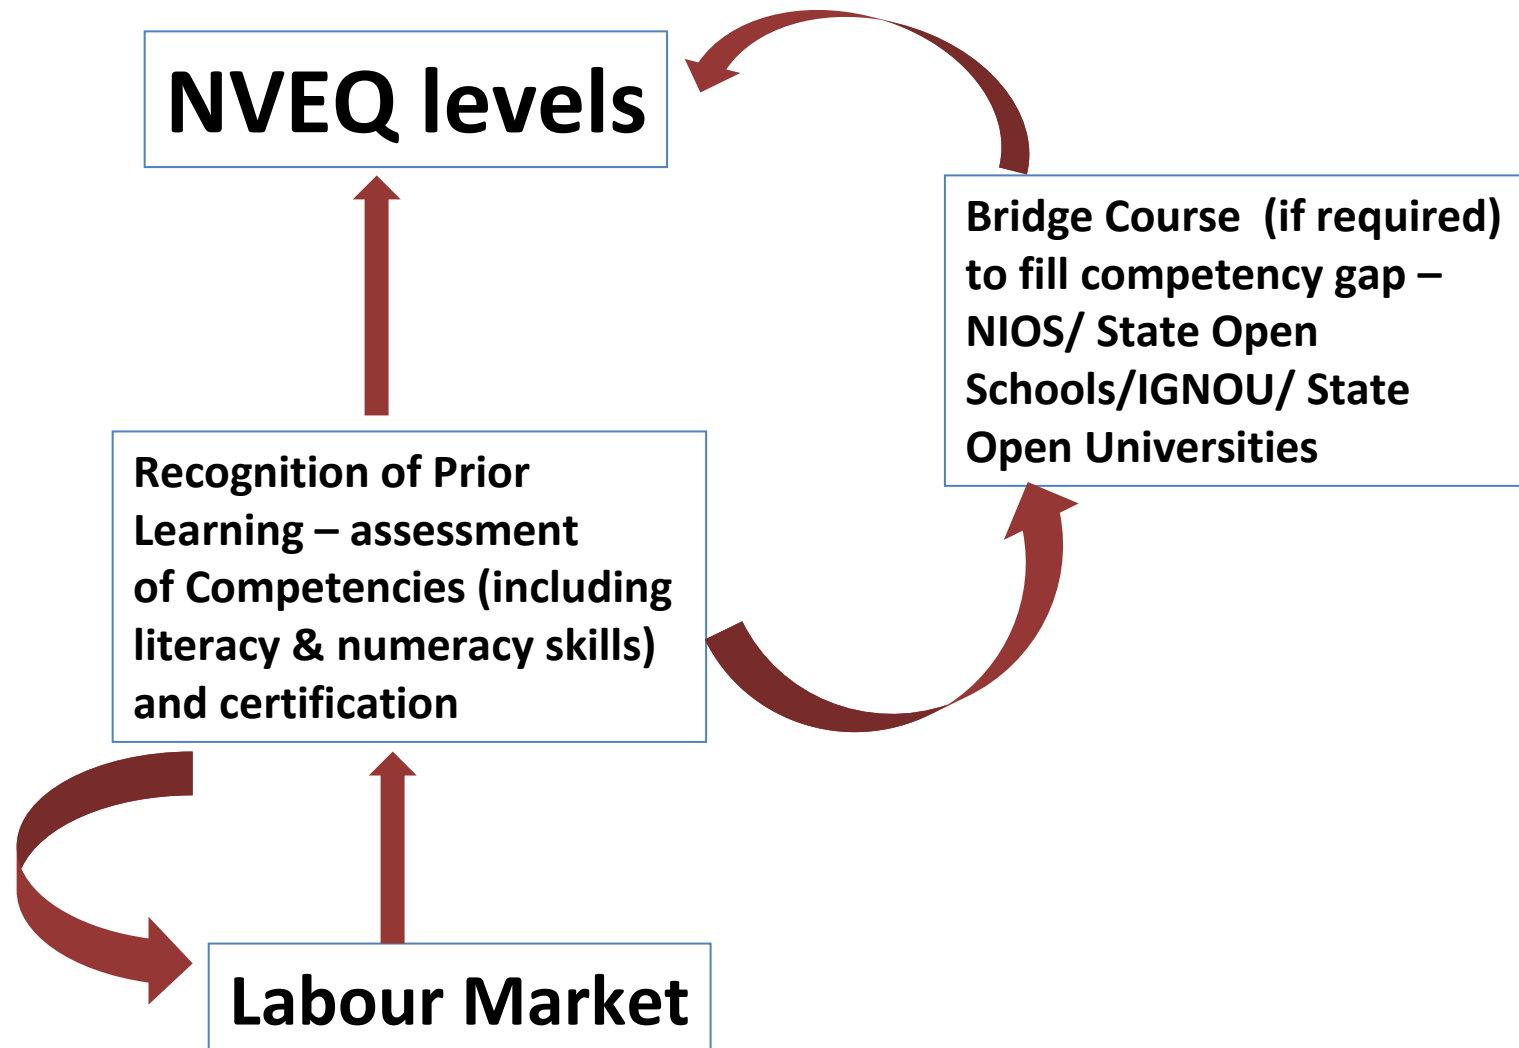 NVEQ levels
Bridge Course  (if required)
to fill competency gap –
NIOS/ State Open
Schools/IGNOU/ State
Open Universities
Recognition of Prior
Learning – assessment
of Competencies (including
literacy & numeracy skills)
and certification
Labour Market